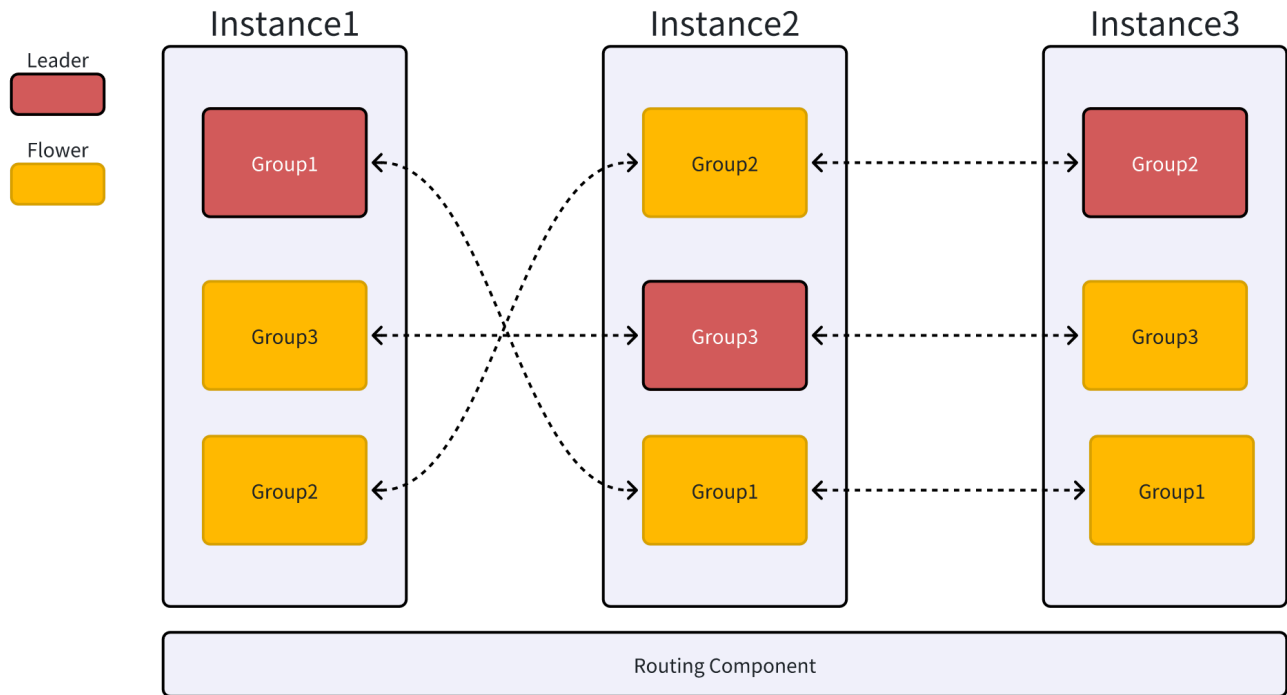 Instance1
Instance2
Instance3
Leader
Flower
Group1
Group2
Group2
Group3
Group3
Group3
Group2
Group1
Group1
Routing Component